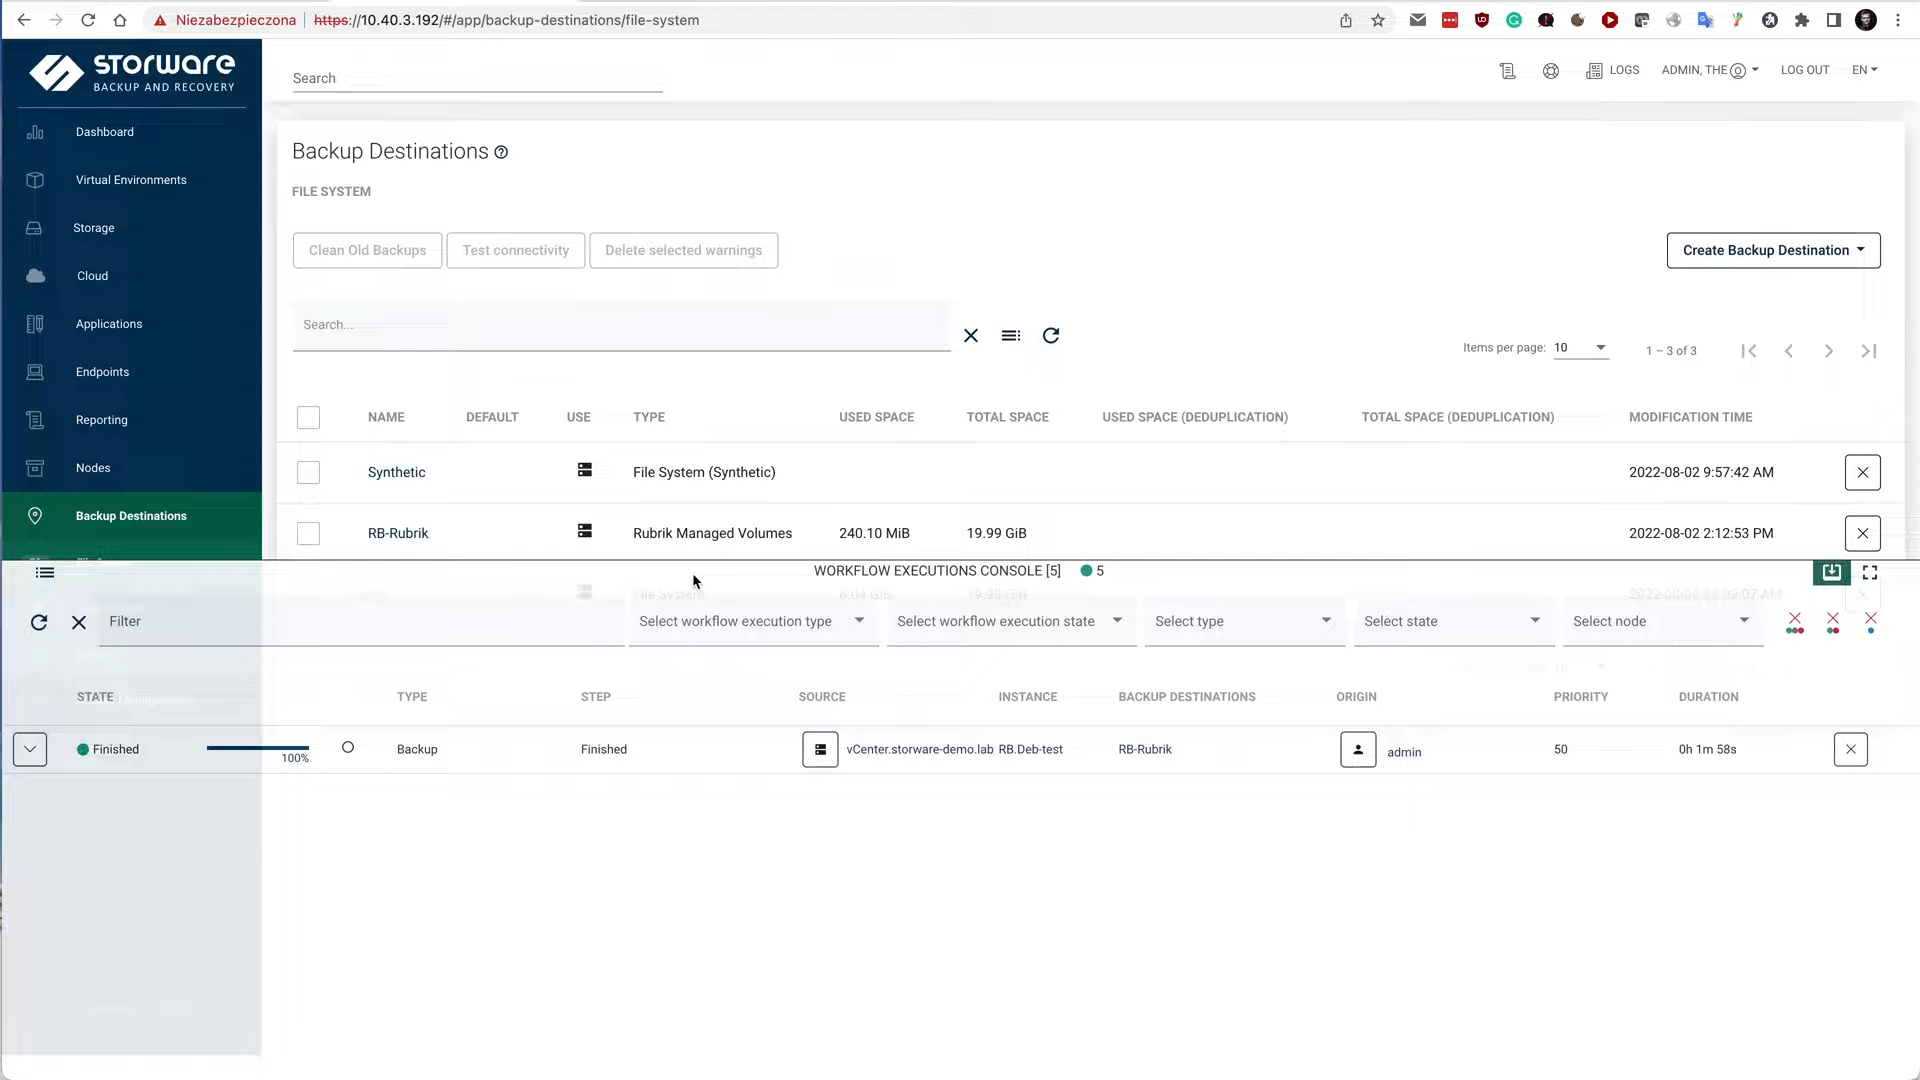 Niezabezpieczona https://10.40.3.192/#/app/backup-destinations/file-system
STORWARE
BACKUP AND RECOVERY
Search
LOGS
ADMIN, THE
LOG OUT
EN
Dashboard
Virtual Environments
Storage
Cloud
Applications
Endpoints
Reporting
Nodes
Backup Destinations
Backup Destinations
FILE SYSTEM
Clean Old Backups
Test connectivity
Delete selected warnings
Create Backup Destination
Search...
Items per page: 10
1 – 3 of 3
NAME DEFAULT USE TYPE USED SPACE TOTAL SPACE USED SPACE (DEDUPLICATION) TOTAL SPACE (DEDUPLICATION) MODIFICATION TIME
Synthetic File System (Synthetic) 2022-08-02 9:57:42 AM
RB-Rubrik Rubrik Managed Volumes 240.10 MiB 19.99 GiB 2022-08-02 2:12:53 PM
WORKFLOW EXECUTIONS CONSOLE [5] 5
Filter
Select workflow execution type
Select workflow execution state
Select type
Select state
Select node
STATE TYPE STEP SOURCE INSTANCE BACKUP DESTINATIONS ORIGIN PRIORITY DURATION
Finished 100% Backup Finished vCenter.storware-demo.lab RB.Deb-test RB-Rubrik admin 50 0h 1m 58s